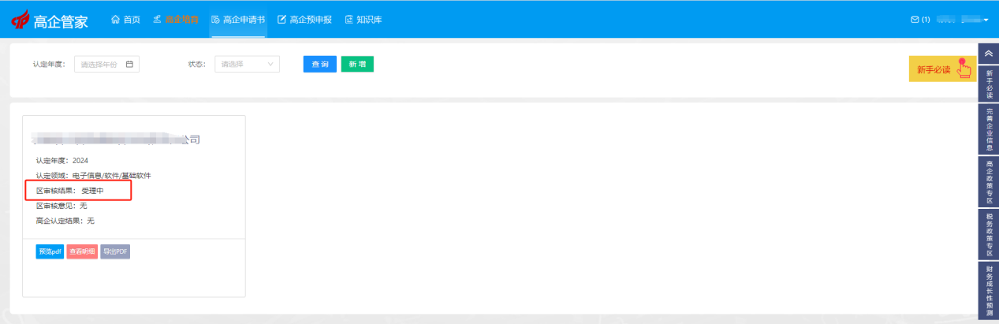 高企管家 首页 高企培育 高企申请书 高企预申报 知识库 (1)
认定年度： 请选择年份 状态： 请选择 查 询 新 增 新手必读
公司
认定年度：2024
认定领域：电子信息/软件/基础软件
区审核结果： 受理中
区审核意见：无
高企认定结果：无
预览pdf 查看明细 导出PDF
新手必读
完善企业信息
高企政策专区
税务政策专区
财务成长性预测